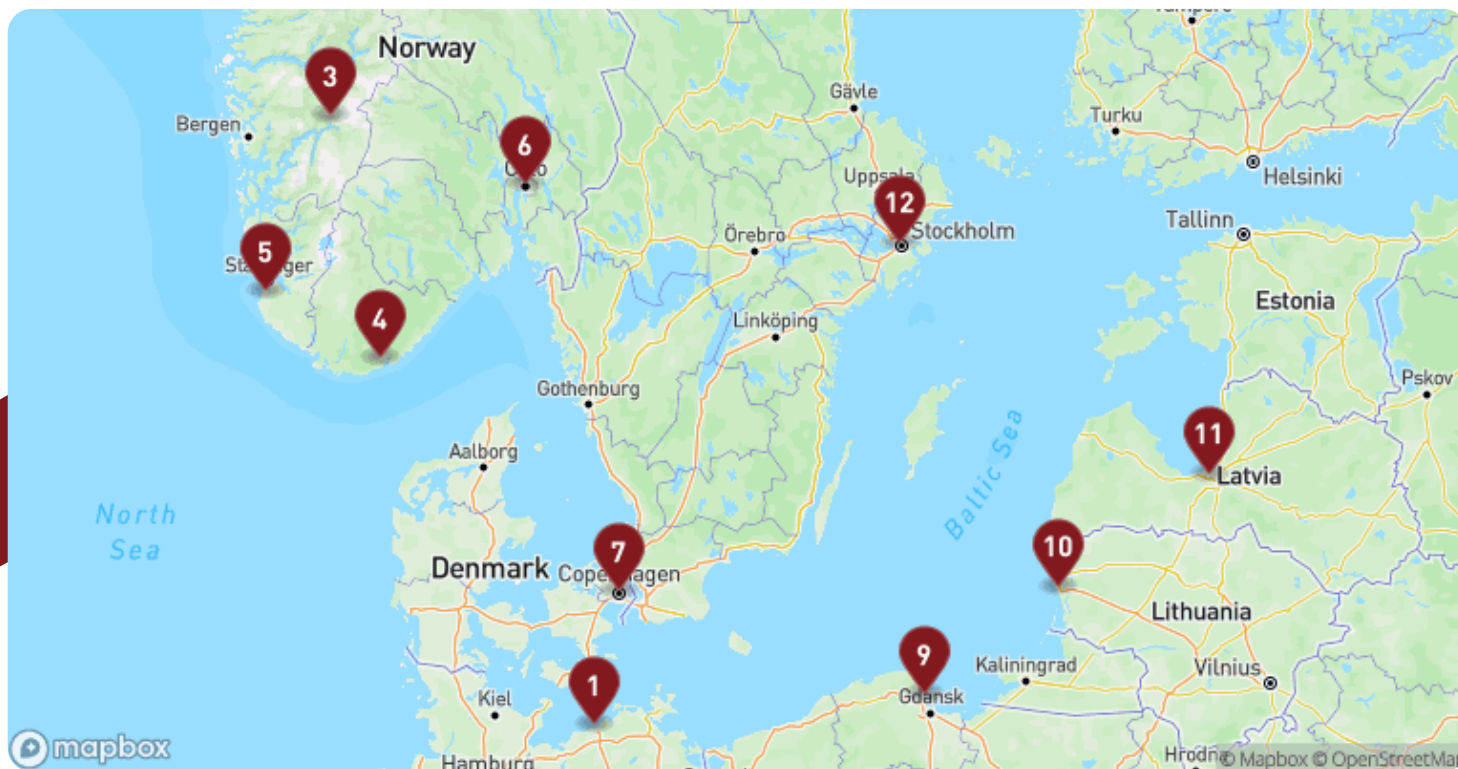 Tampere
Norway
3
Gävle
Bergen
Turku
6
Oslo
Helsinki
Uppsala
12
Tallinn
Örebro
Stockholm
5
Stavanger
Estonia
4
Linköping
Pskov
Gothenburg
11
Aalborg
Latvia
Baltic Sea
North
Sea
10
7
Denmark
Copenhagen
Lithuania
9
Kaliningrad
Vilnius
1
Gdansk
Kiel
mapbox
Hamburg
Hrodna
© Mapbox © OpenStreetMap